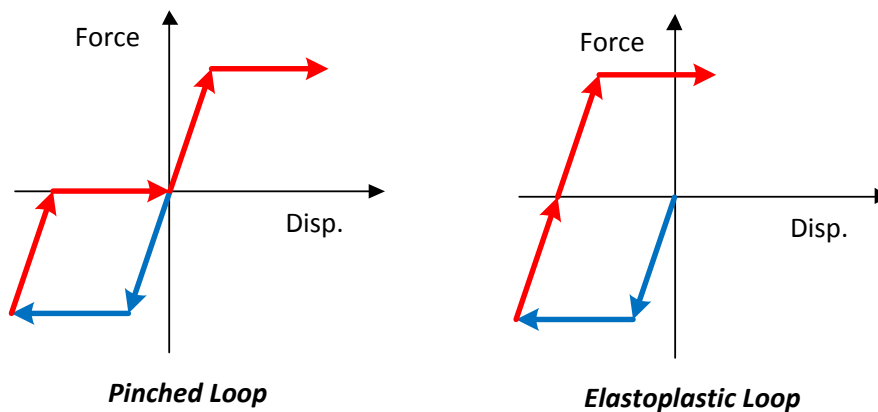 Force
Disp.
Pinched Loop
Force
Disp.
Elastoplastic Loop